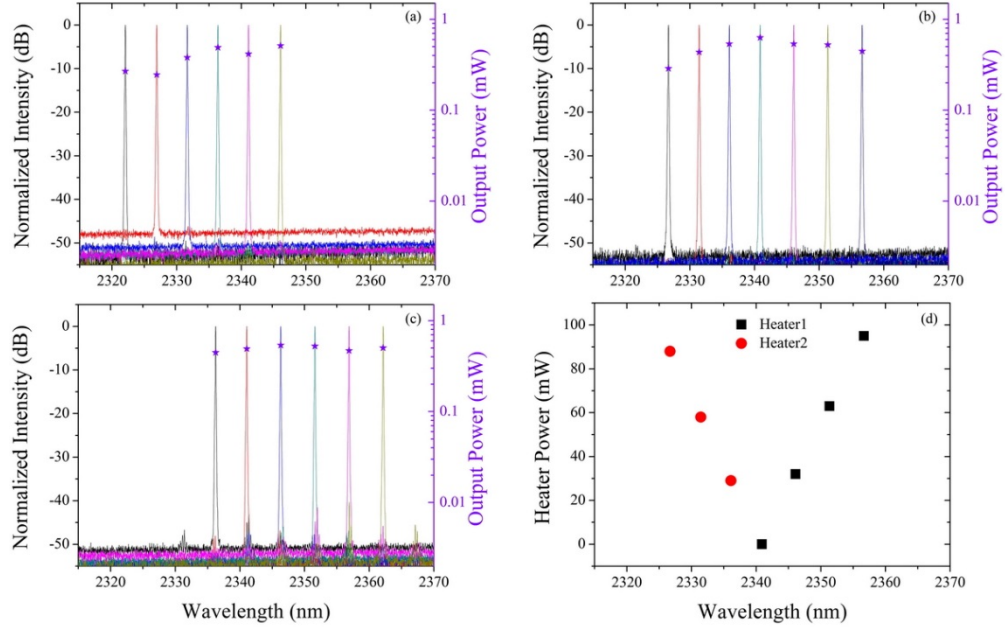 (a)
Normalized Intensity (dB)
0
-10
-20
-30
-40
-50
2320 2330 2340 2350 2360 2370
1
0.1
0.01
Output Power (mW)
(b)
Normalized Intensity (dB)
0
-10
-20
-30
-40
-50
2320 2330 2340 2350 2360 2370
1
0.1
0.01
Output Power (mW)
(c)
Normalized Intensity (dB)
0
-10
-20
-30
-40
-50
2320 2330 2340 2350 2360 2370
Wavelength (nm)
1
0.1
0.01
Output Power (mW)
(d)
Heater1
Heater2
Heater Power (mW)
100
80
60
40
20
0
2320 2330 2340 2350 2360 2370
Wavelength (nm)